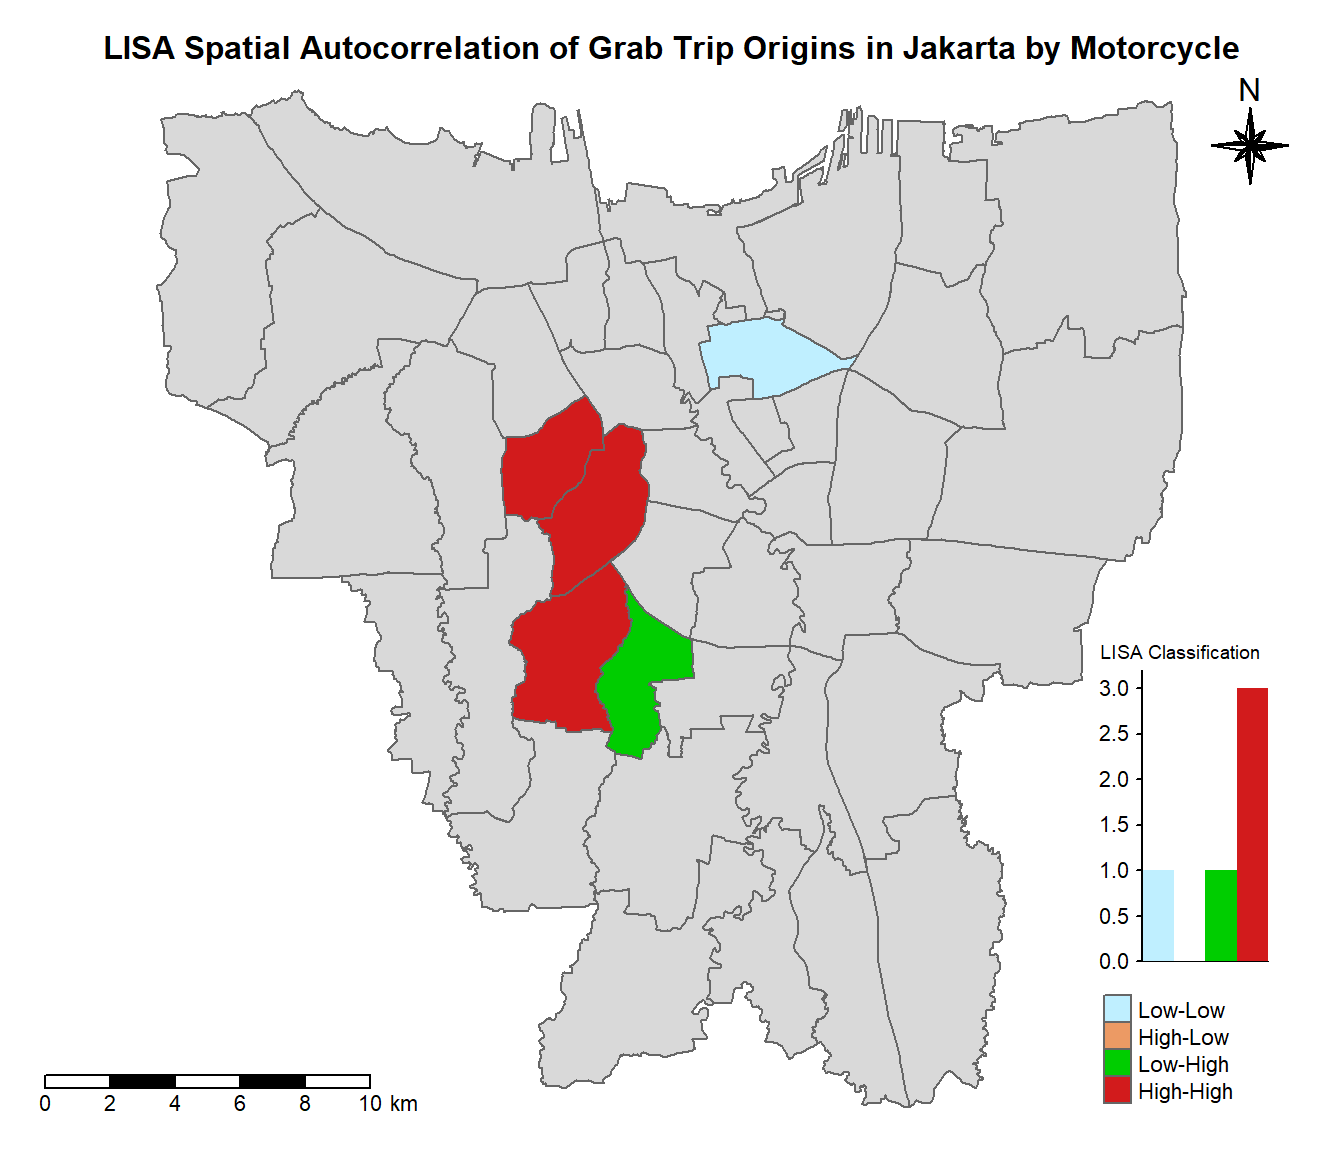 LISA Spatial Autocorrelation of Grab Trip Origins in Jakarta by Motorcycle
N
LISA Classification
3.0
2.5
2.0
1.5
1.0
0.5
0.0
Low-Low
High-Low
Low-High
High-High
0 2 4 6 8 10 km